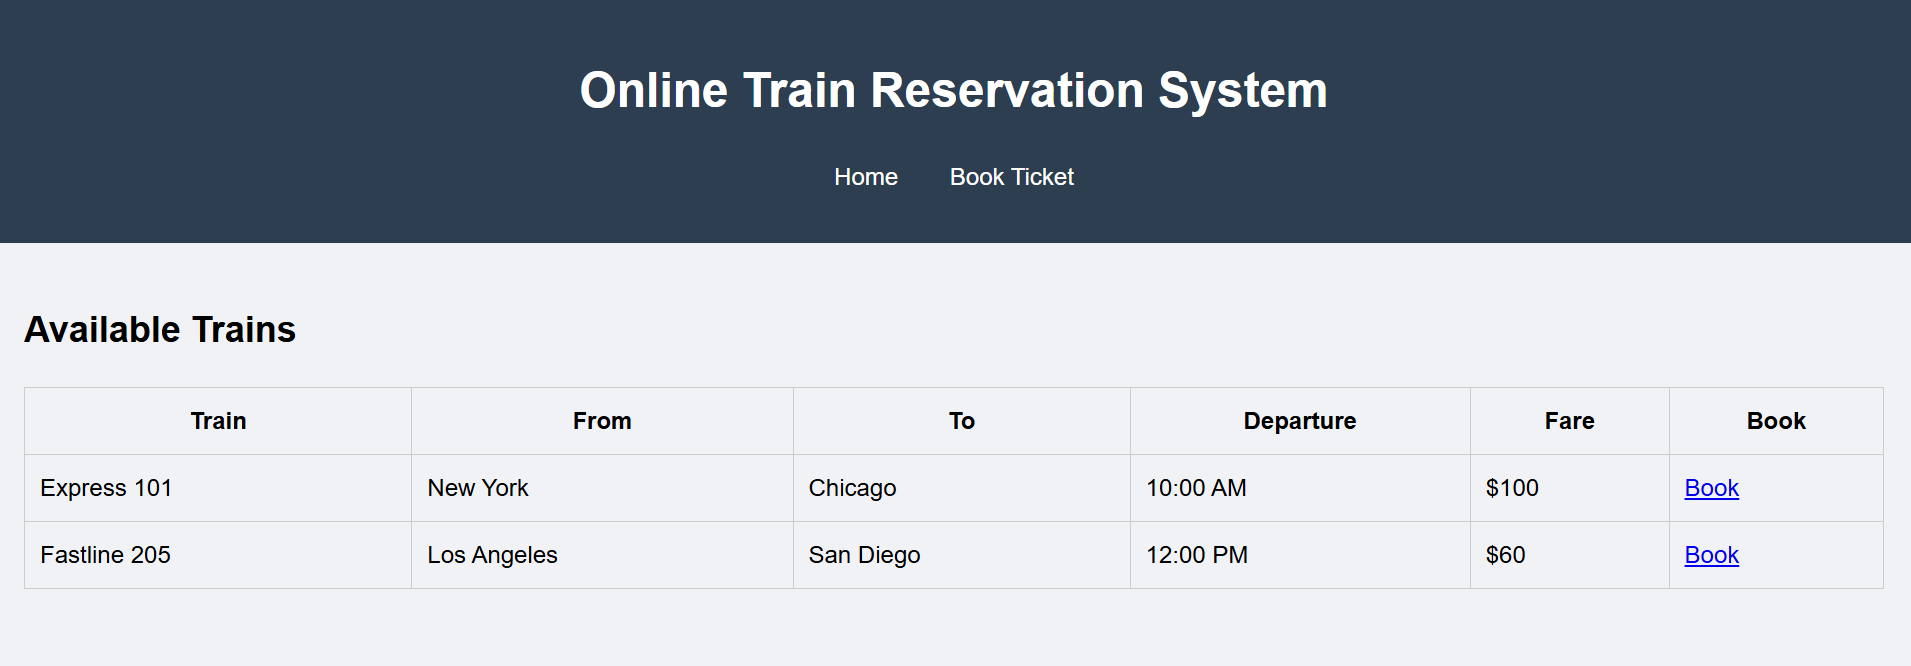 Online Train Reservation System
Home Book Ticket
Available Trains
Train From To Departure Fare Book
Express 101 New York Chicago 10:00 AM $100 Book
Fastline 205 Los Angeles San Diego 12:00 PM $60 Book